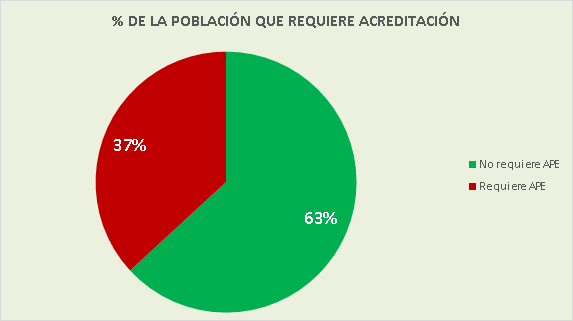 % DE LA POBLACIÓN QUE REQUIERE ACREDITACIÓN
37%
63%
No requiere APE
Requiere APE